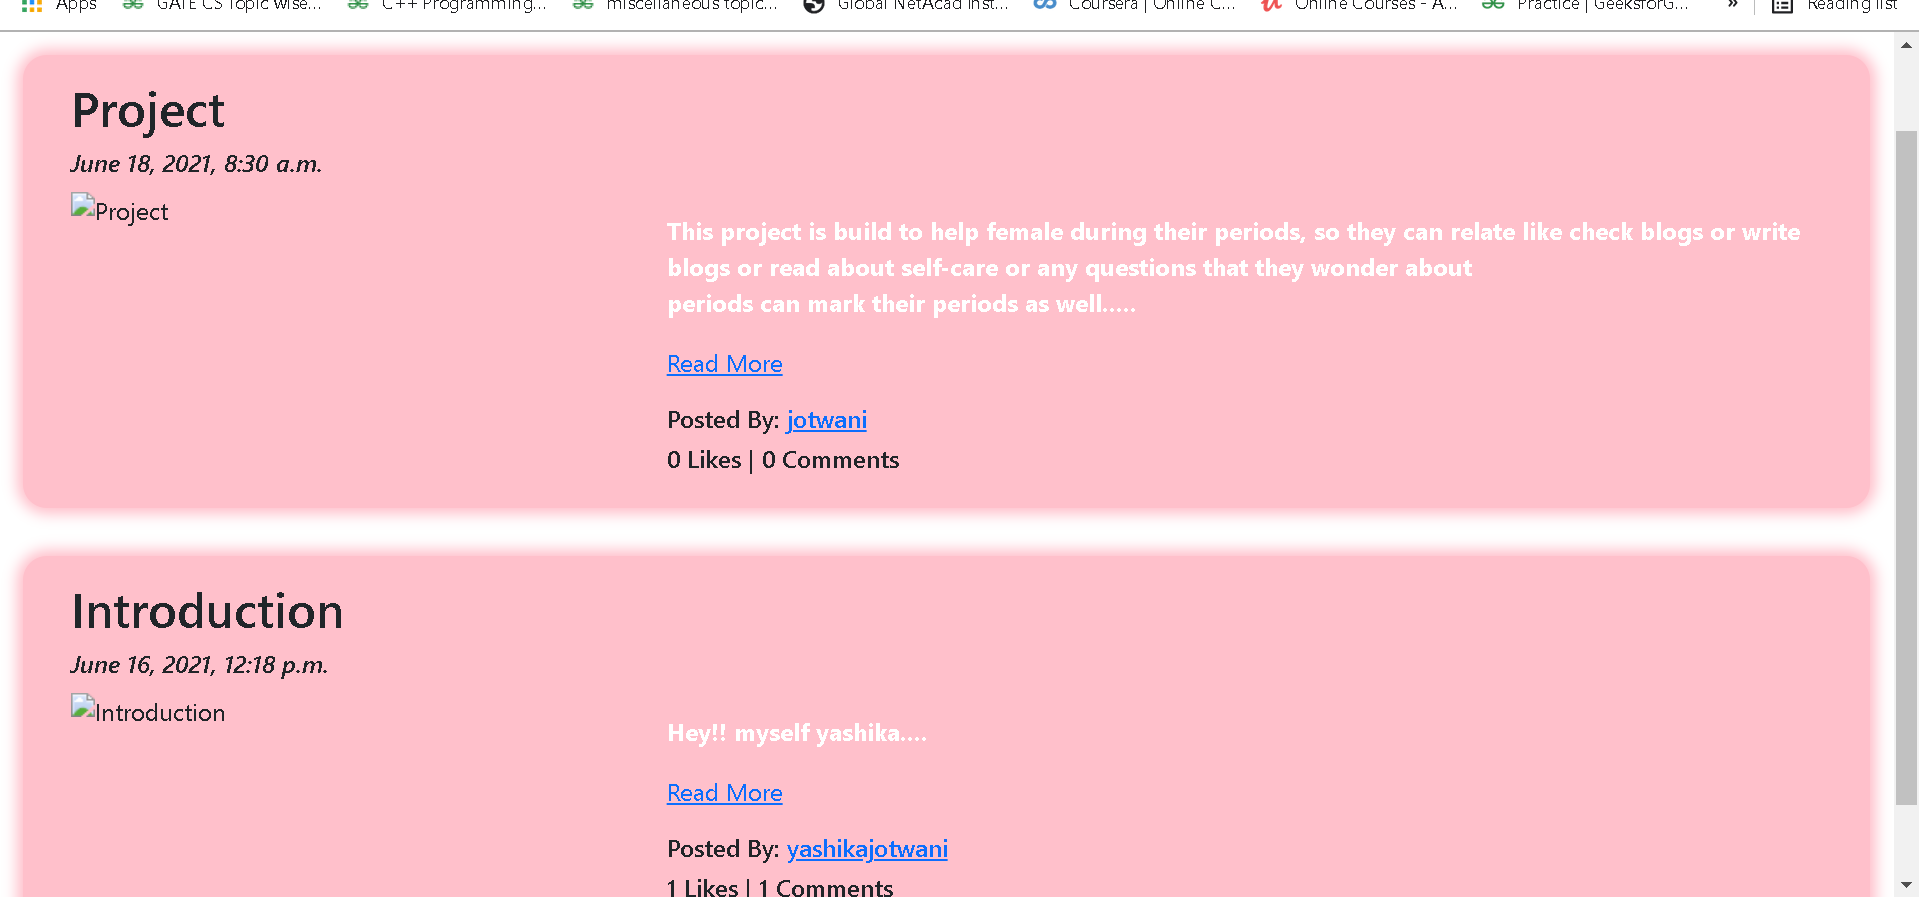 Apps GATE CS Topic wise... C++ Programming,... miscellaneous topic... Global NetAcad Inst... Coursera | Online C... Online Courses - A... Practice | GeeksforG... » Reading list
Project
June 18, 2021, 8:30 a.m.
Project
This project is build to help female during their periods, so they can relate like check blogs or write
blogs or read about self-care or any questions that they wonder about
periods can mark their periods as well.....
Read More
Posted By: jotwani
0 Likes | 0 Comments
Introduction
June 16, 2021, 12:18 p.m.
Introduction
Hey!! myself yashika....
Read More
Posted By: yashikajotwani
1 Likes | 1 Comments